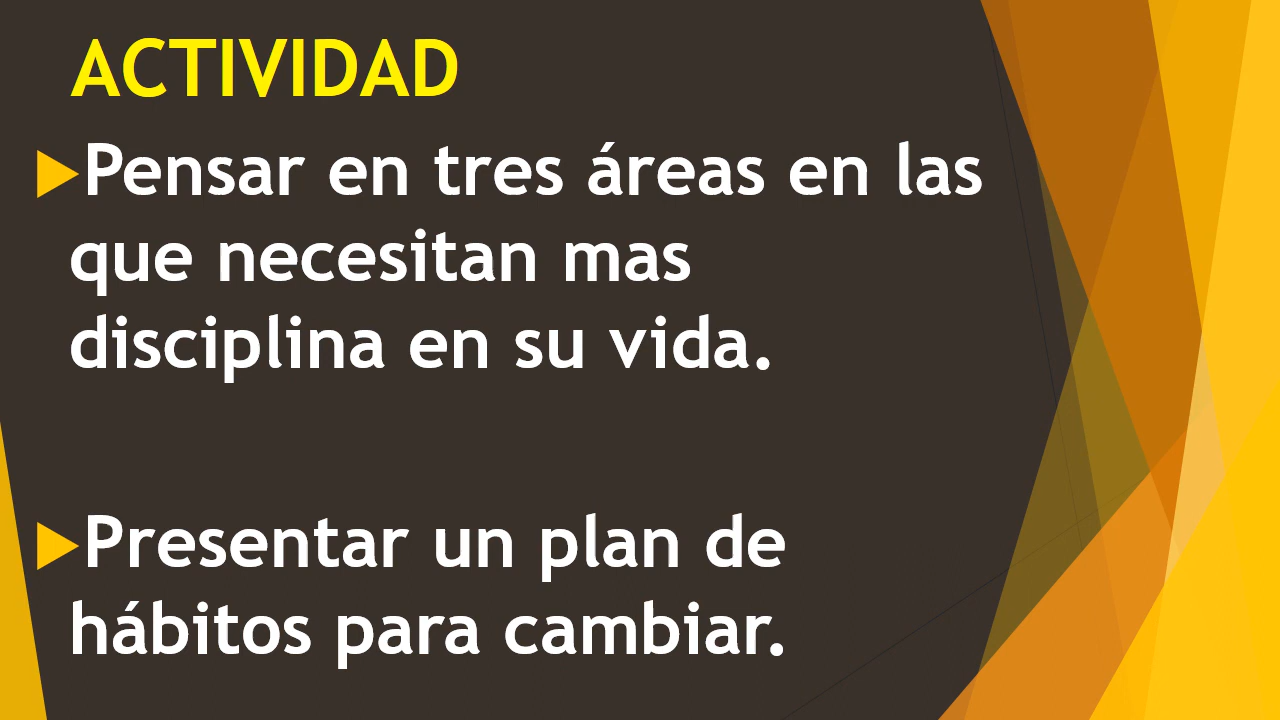 ACTIVIDAD
Pensar en tres áreas en las
que necesitan mas
disciplina en su vida.
Presentar un plan de
hábitos para cambiar.